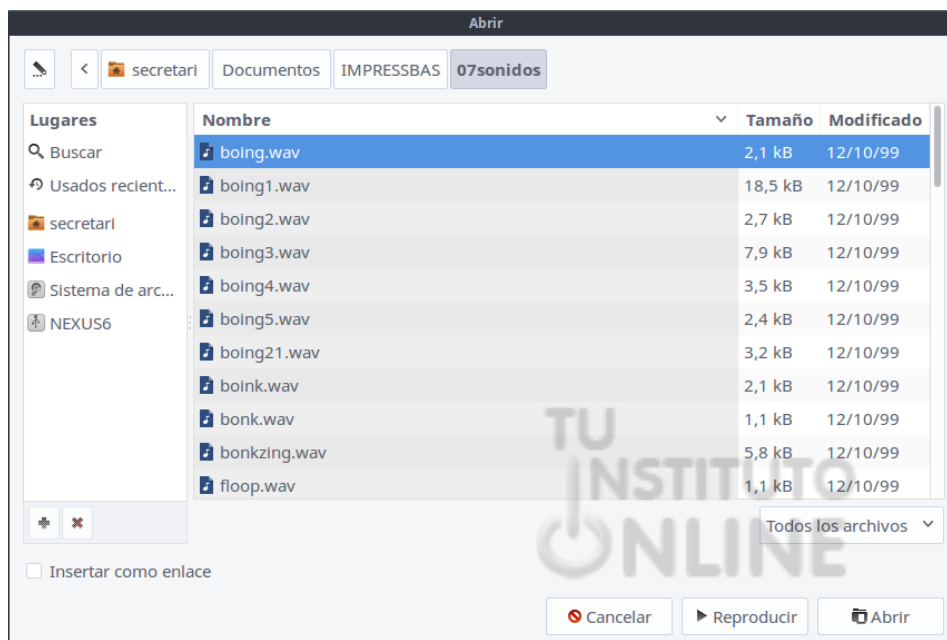 Abrir
secretari Documentos IMPRESSBAS 07sonidos
Lugares
Buscar
Usados recient...
secretari
Escritorio
Sistema de arc...
NEXUS6
Nombre Tamaño Modificado
boing.wav 2,1 kB 12/10/99
boing1.wav 18,5 kB 12/10/99
boing2.wav 2,7 kB 12/10/99
boing3.wav 7,9 kB 12/10/99
boing4.wav 3,5 kB 12/10/99
boing5.wav 2,4 kB 12/10/99
boing21.wav 3,2 kB 12/10/99
boink.wav 2,1 kB 12/10/99
bonk.wav 1,1 kB 12/10/99
bonkzing.wav 5,8 kB 12/10/99
floop.wav 1,1 kB 12/10/99
TU
INSTITUTO
ONLINE
Todos los archivos
Insertar como enlace
Cancelar Reproducir Abrir